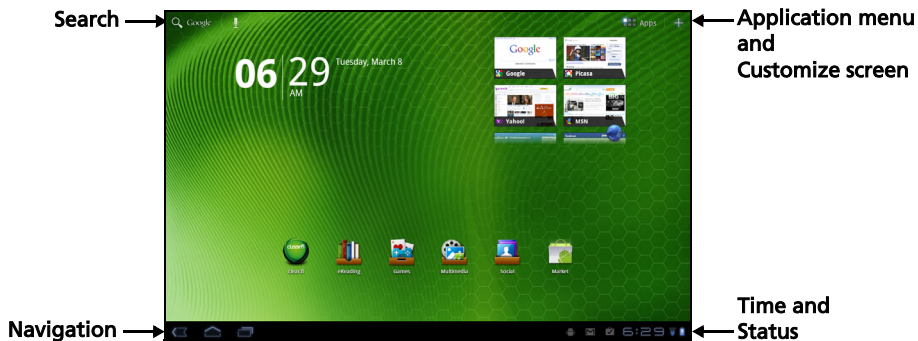 Search
Google
Apps
Application menu
and
Customize screen
06 29
AM
Tuesday, March 8
Google
Google
Picasa
Yahoo!
MSN
eReading
Games
Multimedia
Social
Market
Navigation
6:29
Time and
Status